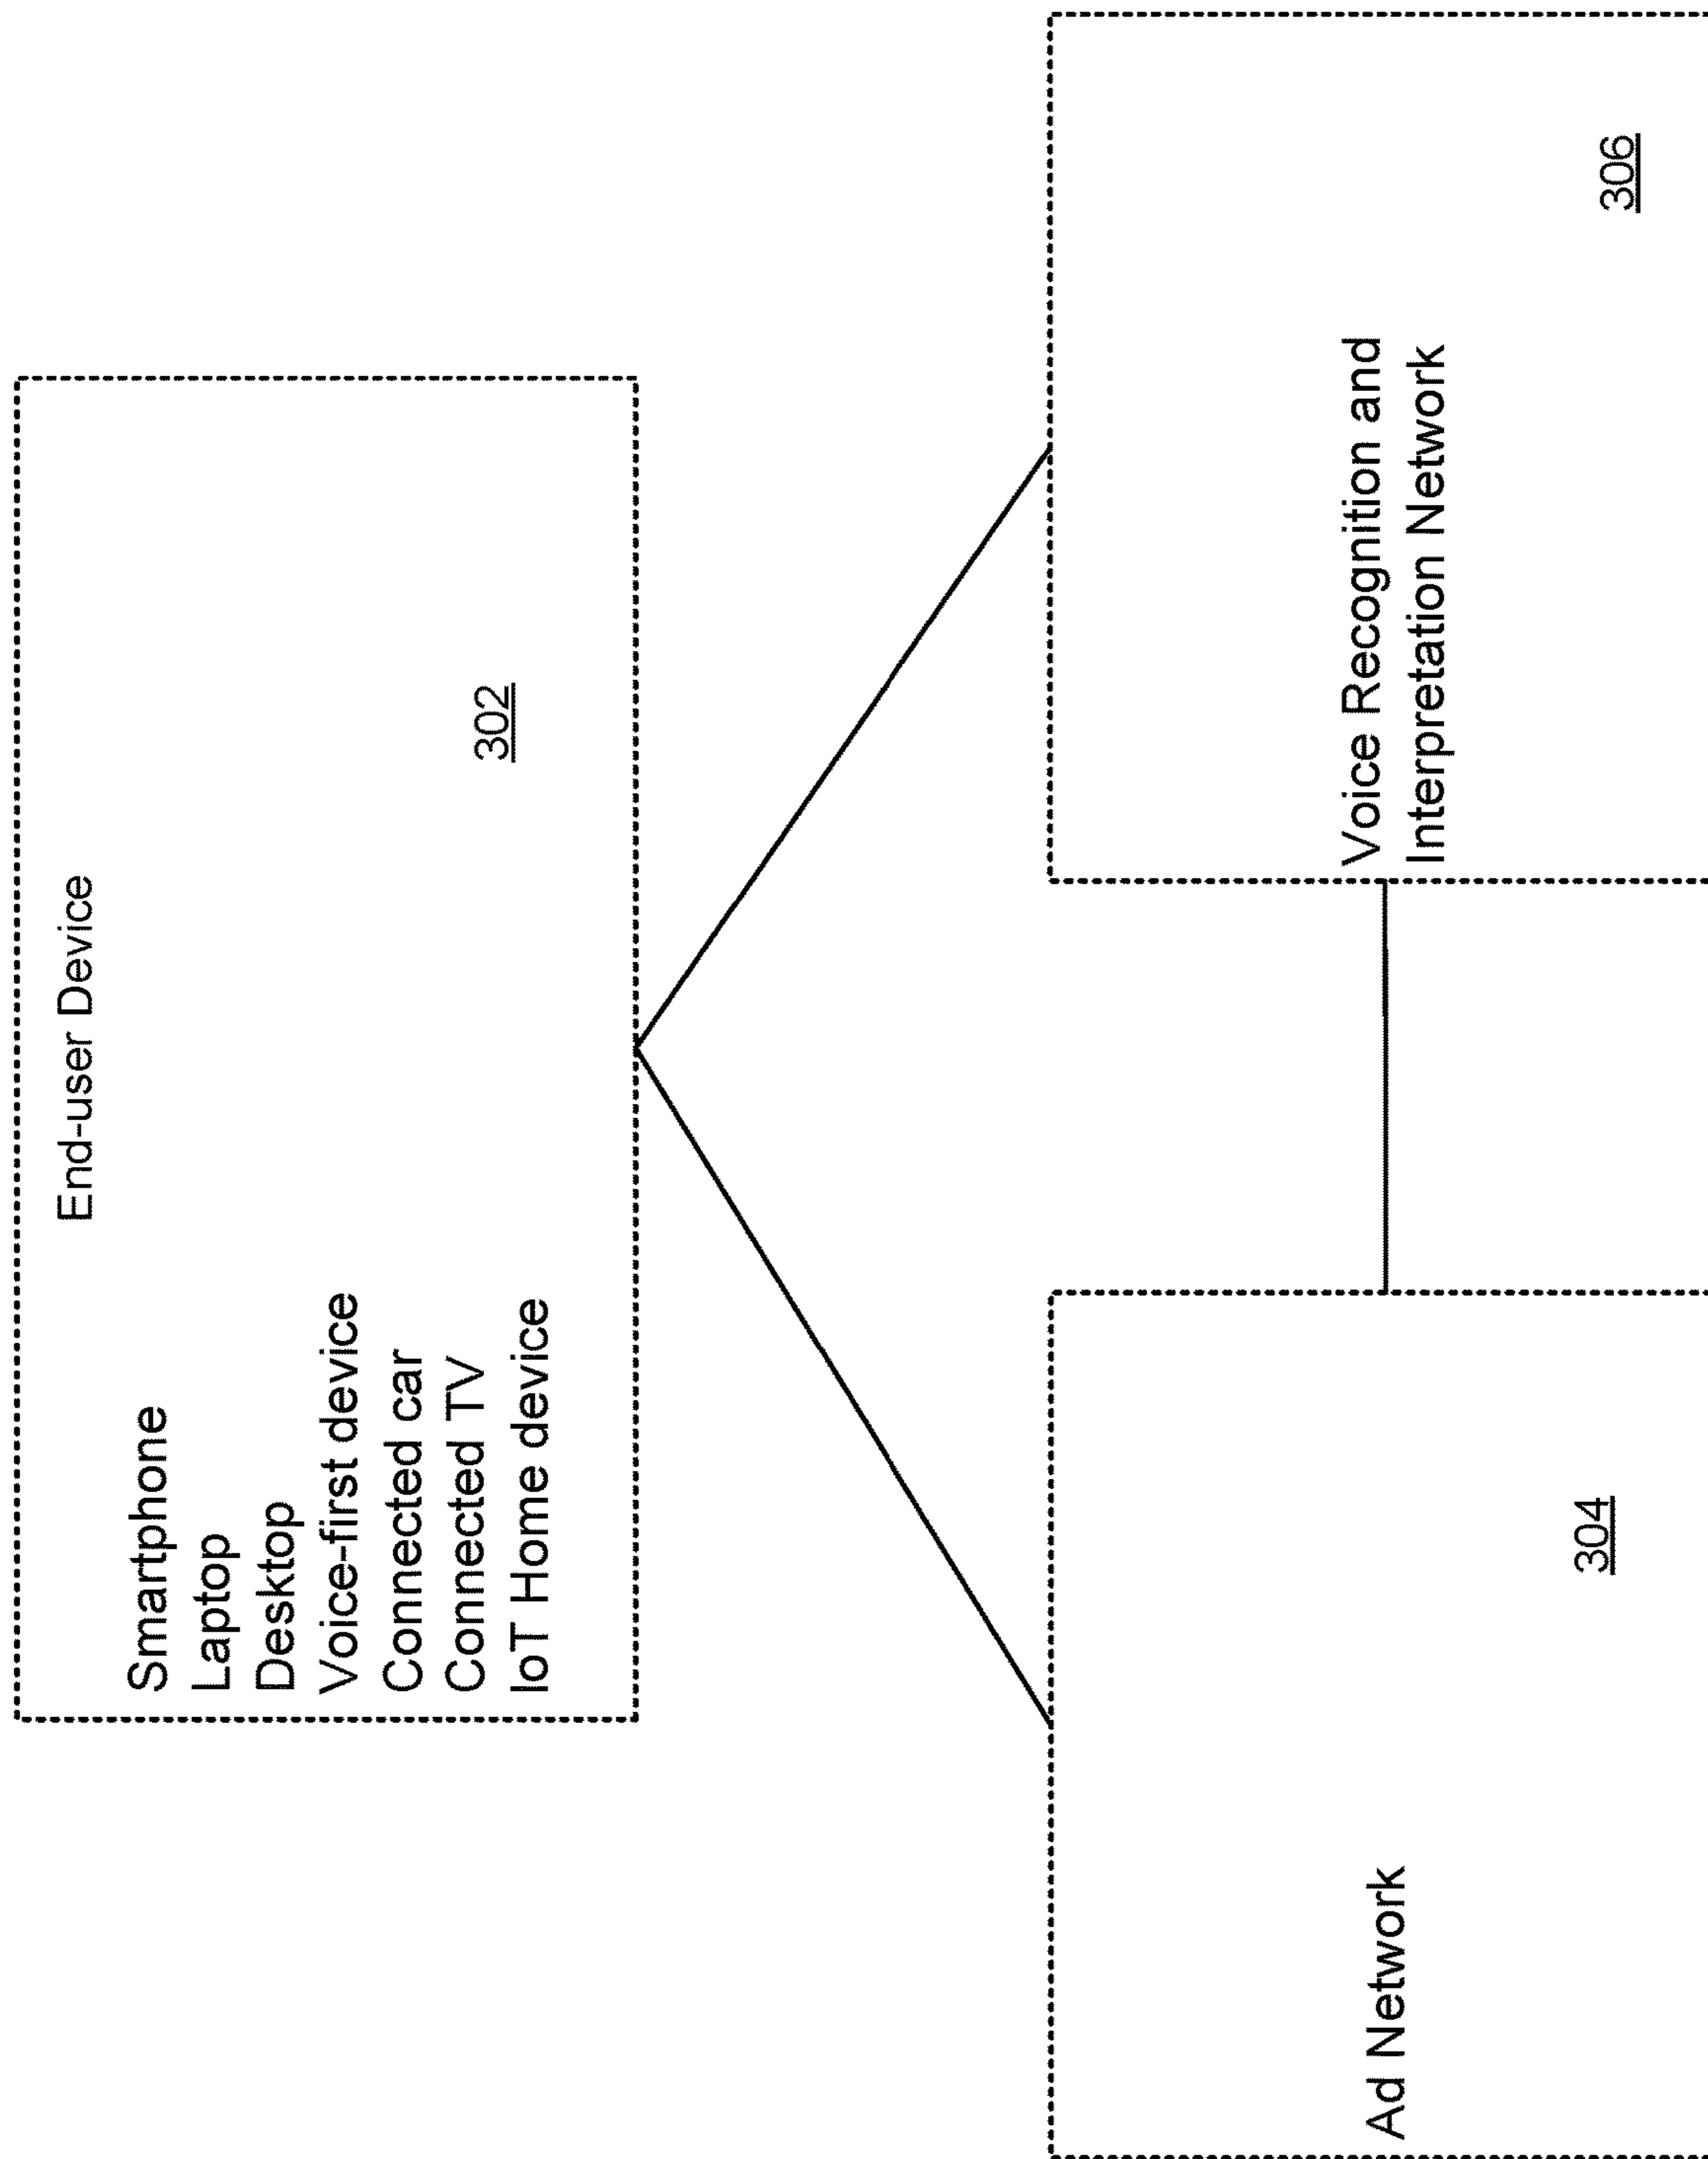 End-user Device
Smartphone
Laptop
Desktop
Voice-first device
Connected car
Connected TV
IoT Home device
302
Ad Network
304
Voice Recognition and
Interpretation Network
306